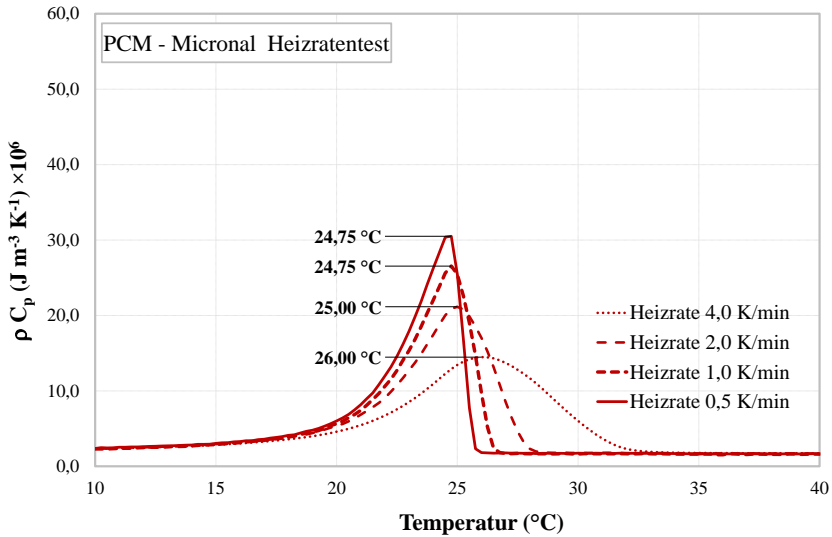 PCM - Micronal Heizratentest
60,0
50,0
40,0
30,0
20,0
10,0
0,0
ρ Cp (J m-3 K-1) ×10⁶
24,75 °C
24,75 °C
25,00 °C
26,00 °C
Heizrate 4,0 K/min
Heizrate 2,0 K/min
Heizrate 1,0 K/min
Heizrate 0,5 K/min
10 15 20 25 30 35 40
Temperatur (°C)